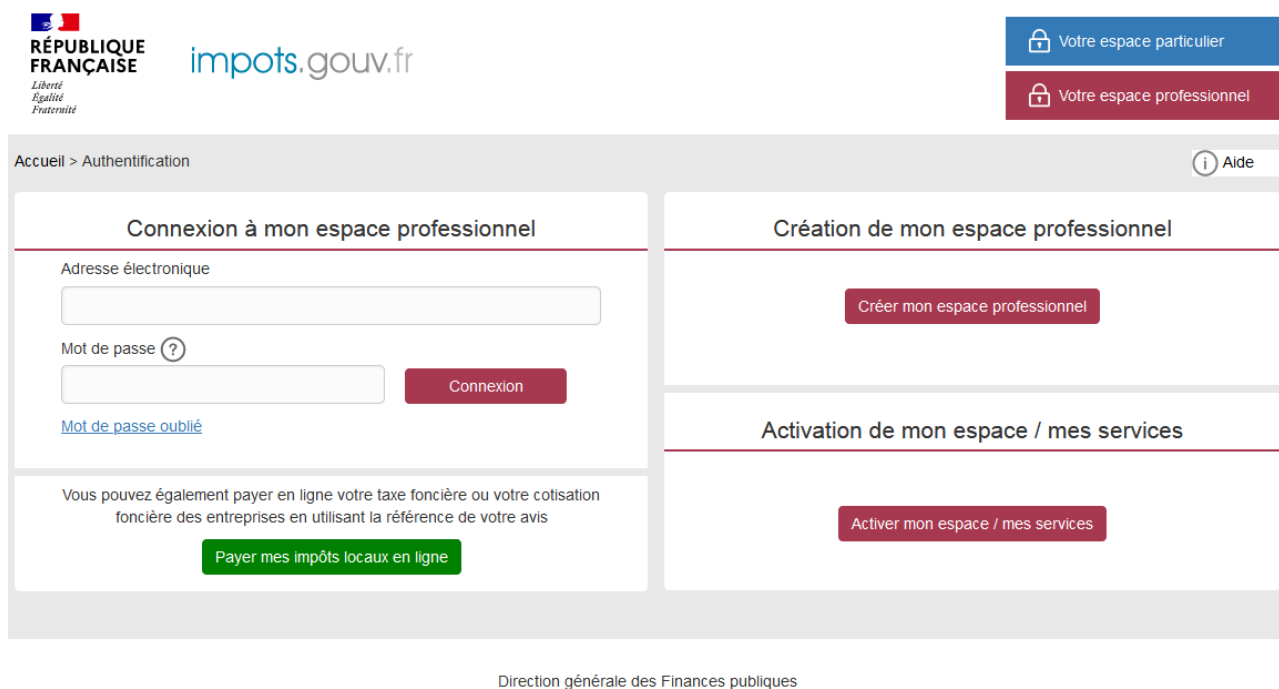 RÉPUBLIQUE
FRANÇAISE
Liberté
Égalité
Fraternité
impots.gouv.fr
Votre espace particulier
Votre espace professionnel
Accueil > Authentification
i Aide
Connexion à mon espace professionnel
Adresse électronique
Mot de passe ?
Connexion
Mot de passe oublié
Vous pouvez également payer en ligne votre taxe foncière ou votre cotisation
foncière des entreprises en utilisant la référence de votre avis
Payer mes impôts locaux en ligne
Création de mon espace professionnel
Créer mon espace professionnel
Activation de mon espace / mes services
Activer mon espace / mes services
Direction générale des Finances publiques